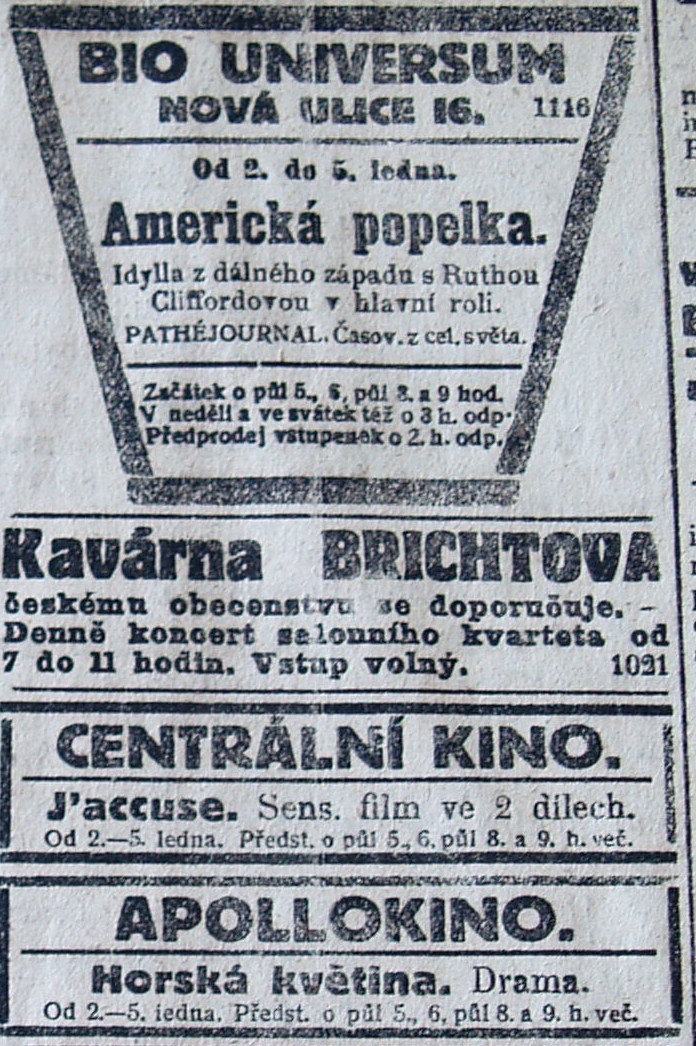 BIO UNIVERSUM
NOVÁ ULICE 16. 1116
Od 2. do 5. ledna.
Americká popelka.
Idylla z dálného západu s Ruthou
Cliffordovou v hlavní roli.
PATHÉJOURNAL. Časov. z cel. světa.
Začátek o půl 5., 6, půl 8. a 9 hod.
V neděli a ve svátek též o 3 h. odp.
Předprodej vstupenek o 2. h. odp.
Kavárna BRICHTOVA
českému obecenstvu se doporučuje. –
Denně koncert salonního kvarteta od
7 do 11 hodin. Vstup volný. 1021
CENTRÁLNÍ KINO.
J'accuse. Sens. film ve 2 dílech.
Od 2.—5. ledna. Předst. o půl 5., 6, půl 8. a 9. h. več.
APOLLOKINO.
Horská květina. Drama.
Od 2.—5. ledna. Předst. o půl 5., 6, půl 8. a 9. h. več.